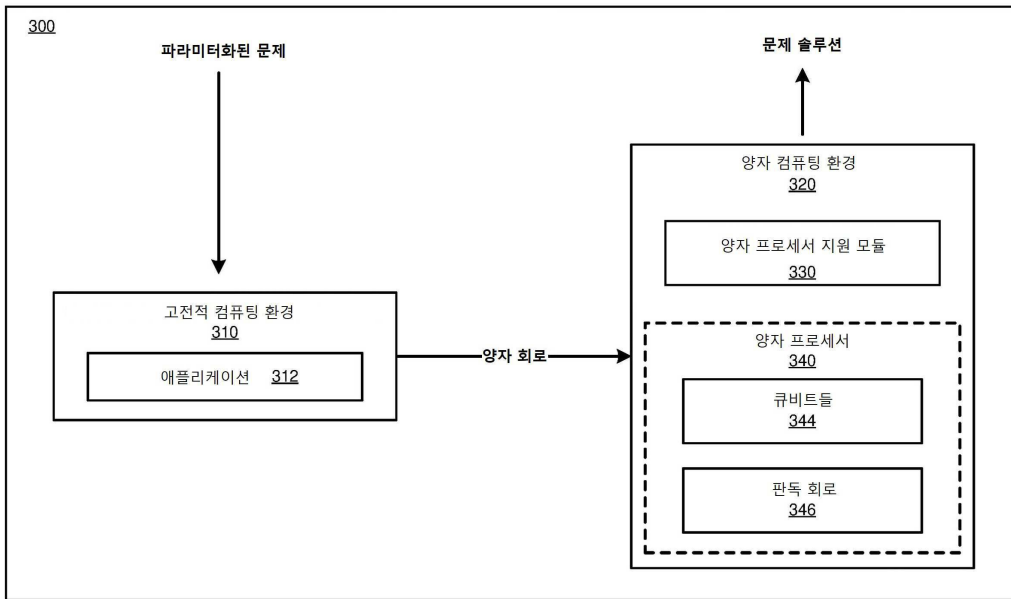 300
파라미터화된 문제
문제 솔루션
양자 컴퓨팅 환경
320
양자 프로세서 지원 모듈
330
고전적 컴퓨팅 환경
310
애플리케이션 312
양자 회로
양자 프로세서
340
큐비트들
344
판독 회로
346